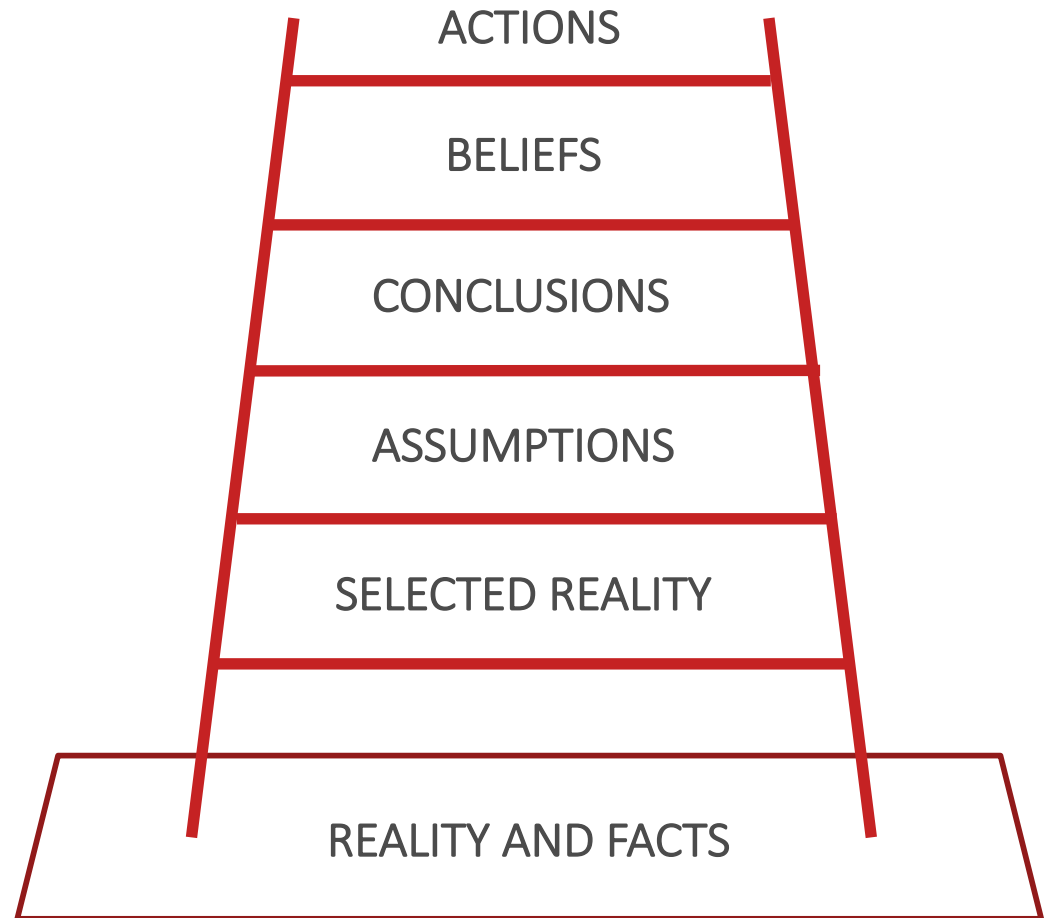 ACTIONS
BELIEFS
CONCLUSIONS
ASSUMPTIONS
SELECTED REALITY
REALITY AND FACTS